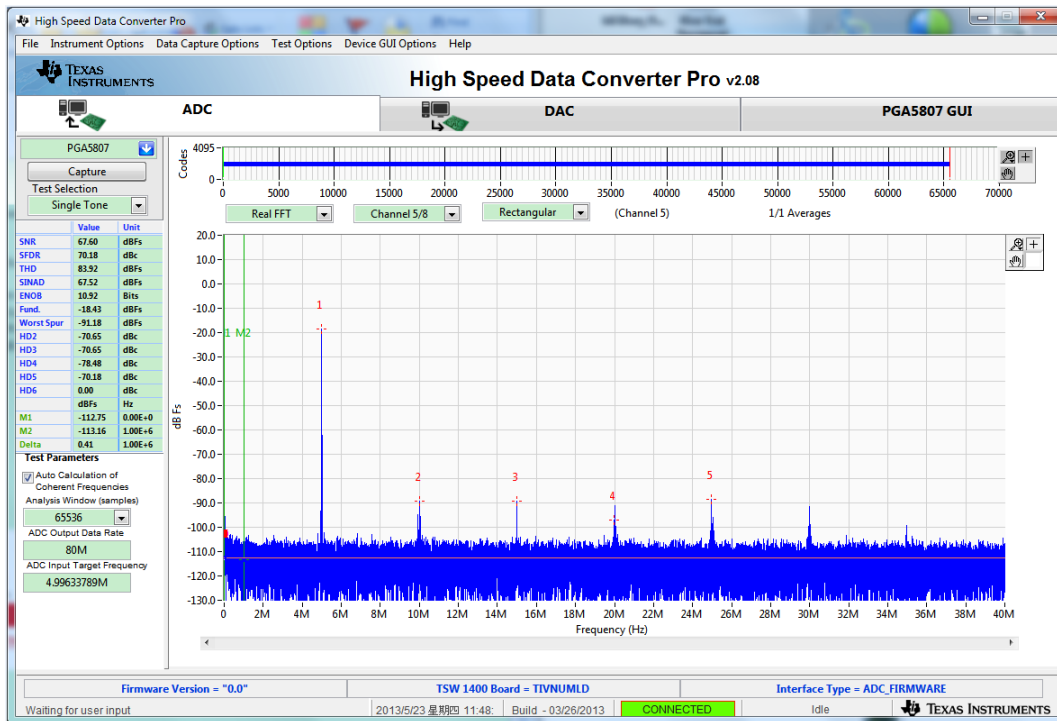 High Speed Data Converter Pro
File Instrument Options Data Capture Options Test Options Device GUI Options Help
TEXAS INSTRUMENTS
High Speed Data Converter Pro v2.08
ADC
DAC
PGA5807 GUI
PGA5807
Capture
Test Selection
Single Tone
Value Unit
SNR 67.60 dBFs
SFDR 70.18 dBc
THD 83.92 dBFs
SINAD 67.52 dBFs
ENOB 10.92 Bits
Fund. -18.43 dBFs
Worst Spur -91.18 dBFs
HD2 -70.65 dBc
HD3 -70.65 dBc
HD4 -78.48 dBc
HD5 -70.18 dBc
HD6 0.00 dBc
dBFs Hz
M1 -112.75 0.00E+0
M2 -113.16 1.00E+6
Delta 0.41 1.00E+6
Test Parameters
Auto Calculation of
Coherent Frequencies
Analysis Window (samples)
65536
ADC Output Data Rate
80M
ADC Input Target Frequency
4.99633789M
Codes
4095
0
0 5000 10000 15000 20000 25000 30000 35000 40000 45000 50000 55000 60000 65000 70000
Real FFT
Channel 5/8
Rectangular
(Channel 5)
1/1 Averages
dB Fs
20.0
10.0
0.0
-10.0
-20.0
-30.0
-40.0
-50.0
-60.0
-70.0
-80.0
-90.0
-100.0
-110.0
-120.0
-130.0
1 M2
1
2
3
4
5
0 2M 4M 6M 8M 10M 12M 14M 16M 18M 20M 22M 24M 26M 28M 30M 32M 34M 36M 38M 40M
Frequency (Hz)
Firmware Version = "0.0"
TSW 1400 Board = TIVNUMLD
Interface Type = ADC_FIRMWARE
Waiting for user input
2013/5/23 星期四 11:48:
Build - 03/26/2013
CONNECTED
Idle
TEXAS INSTRUMENTS